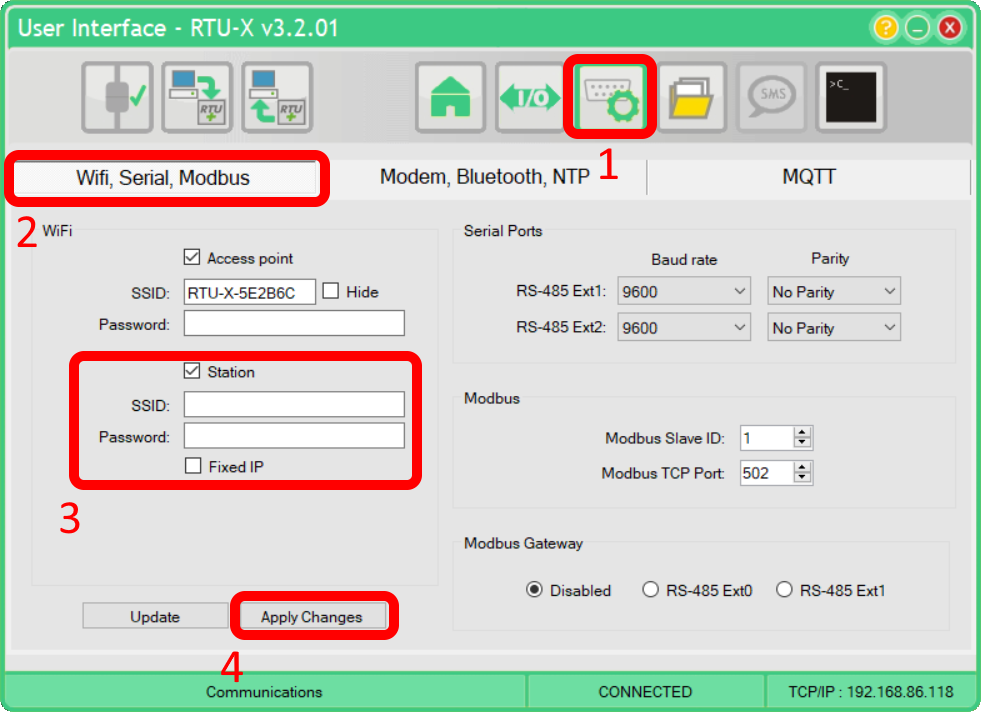 User Interface - RTU-X v3.2.01
?
RTU
RTU
I/O
SMS
>C_
1
Wifi, Serial, Modbus
Modem, Bluetooth, NTP
MQTT
2
WiFi
Access point
SSID: RTU-X-5E2B6C Hide
Password:
Station
SSID:
Password:
Fixed IP
3
Update
Apply Changes
4
Serial Ports
Baud rate Parity
RS-485 Ext1: 9600 No Parity
RS-485 Ext2: 9600 No Parity
Modbus
Modbus Slave ID: 1
Modbus TCP Port: 502
Modbus Gateway
Disabled RS-485 Ext0 RS-485 Ext1
Communications
CONNECTED
TCP/IP : 192.168.86.118